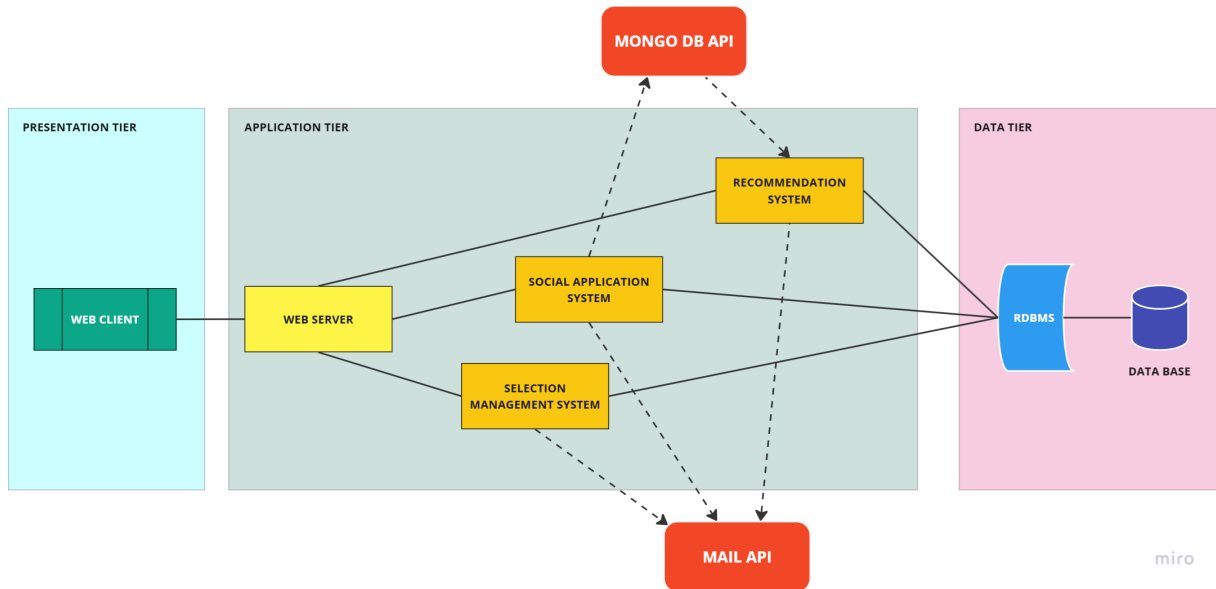 MONGO DB API
PRESENTATION TIER
APPLICATION TIER
DATA TIER
RECOMMENDATION
SYSTEM
SOCIAL APPLICATION
SYSTEM
WEB CLIENT
WEB SERVER
RDBMS
DATA BASE
SELECTION
MANAGEMENT SYSTEM
MAIL API
miro